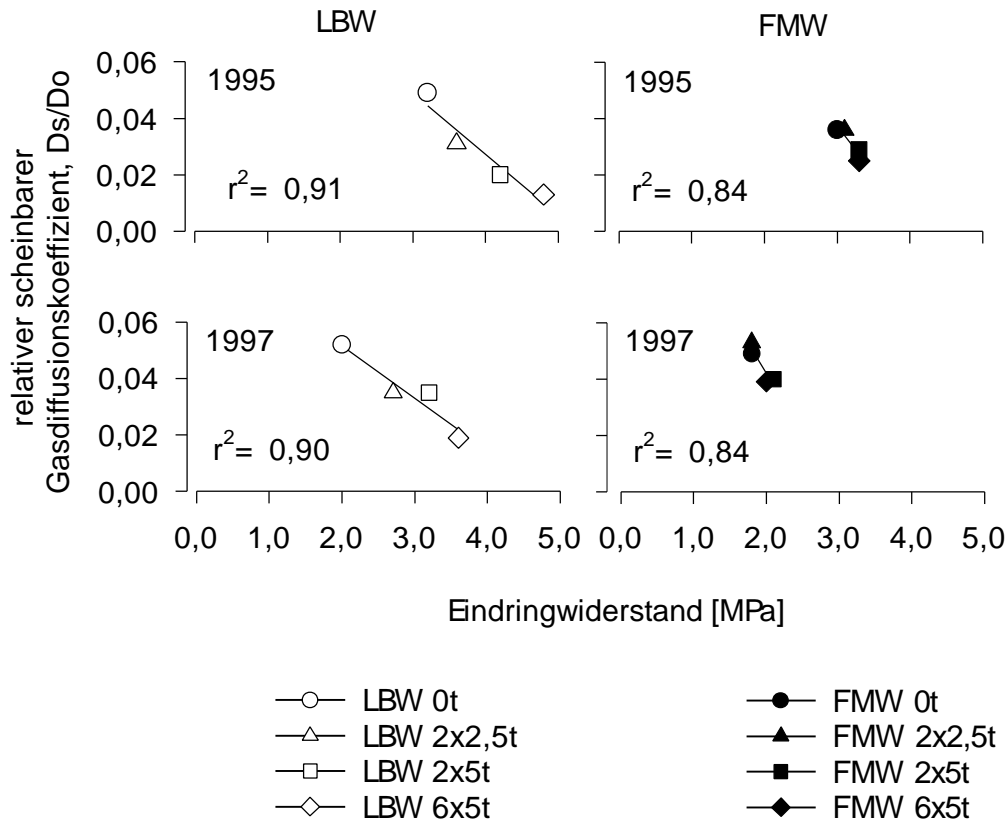 LBW FMW
relativer scheinbarer
Gasdiffusionskoeffizient, Ds/Do
0,06
0,04
0,02
0,00
1995
r²= 0,91
1995
r²= 0,84
0,06
0,04
0,02
0,00
1997
r²= 0,90
1997
r²= 0,84
0,0 1,0 2,0 3,0 4,0 5,0 0,0 1,0 2,0 3,0 4,0 5,0
Eindringwiderstand [MPa]
LBW 0t
LBW 2x2,5t
LBW 2x5t
LBW 6x5t
FMW 0t
FMW 2x2,5t
FMW 2x5t
FMW 6x5t